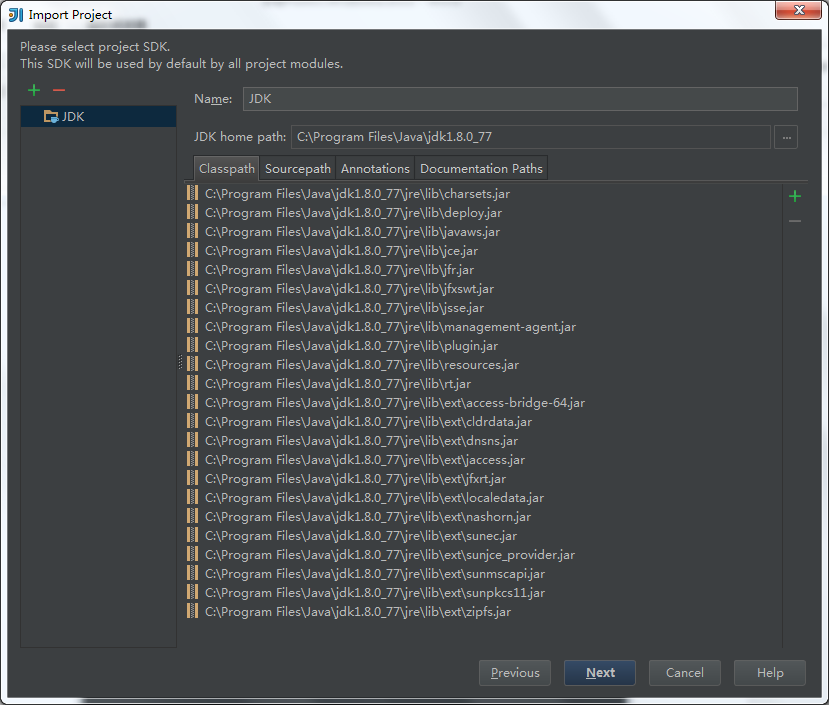 Import Project
Please select project SDK.
This SDK will be used by default by all project modules.
JDK
Name: JDK
JDK home path: C:\Program Files\Java\jdk1.8.0_77 ...
Classpath Sourcepath Annotations Documentation Paths
C:\Program Files\Java\jdk1.8.0_77\jre\lib\charsets.jar
C:\Program Files\Java\jdk1.8.0_77\jre\lib\deploy.jar
C:\Program Files\Java\jdk1.8.0_77\jre\lib\javaws.jar
C:\Program Files\Java\jdk1.8.0_77\jre\lib\jce.jar
C:\Program Files\Java\jdk1.8.0_77\jre\lib\jfr.jar
C:\Program Files\Java\jdk1.8.0_77\jre\lib\jfxswt.jar
C:\Program Files\Java\jdk1.8.0_77\jre\lib\jsse.jar
C:\Program Files\Java\jdk1.8.0_77\jre\lib\management-agent.jar
C:\Program Files\Java\jdk1.8.0_77\jre\lib\plugin.jar
C:\Program Files\Java\jdk1.8.0_77\jre\lib\resources.jar
C:\Program Files\Java\jdk1.8.0_77\jre\lib\rt.jar
C:\Program Files\Java\jdk1.8.0_77\jre\lib\ext\access-bridge-64.jar
C:\Program Files\Java\jdk1.8.0_77\jre\lib\ext\cldrdata.jar
C:\Program Files\Java\jdk1.8.0_77\jre\lib\ext\dnsns.jar
C:\Program Files\Java\jdk1.8.0_77\jre\lib\ext\jaccess.jar
C:\Program Files\Java\jdk1.8.0_77\jre\lib\ext\jfxrt.jar
C:\Program Files\Java\jdk1.8.0_77\jre\lib\ext\localedata.jar
C:\Program Files\Java\jdk1.8.0_77\jre\lib\ext\nashorn.jar
C:\Program Files\Java\jdk1.8.0_77\jre\lib\ext\sunec.jar
C:\Program Files\Java\jdk1.8.0_77\jre\lib\ext\sunjce_provider.jar
C:\Program Files\Java\jdk1.8.0_77\jre\lib\ext\sunmscapi.jar
C:\Program Files\Java\jdk1.8.0_77\jre\lib\ext\sunpkcs11.jar
C:\Program Files\Java\jdk1.8.0_77\jre\lib\ext\zipfs.jar
Previous Next Cancel Help